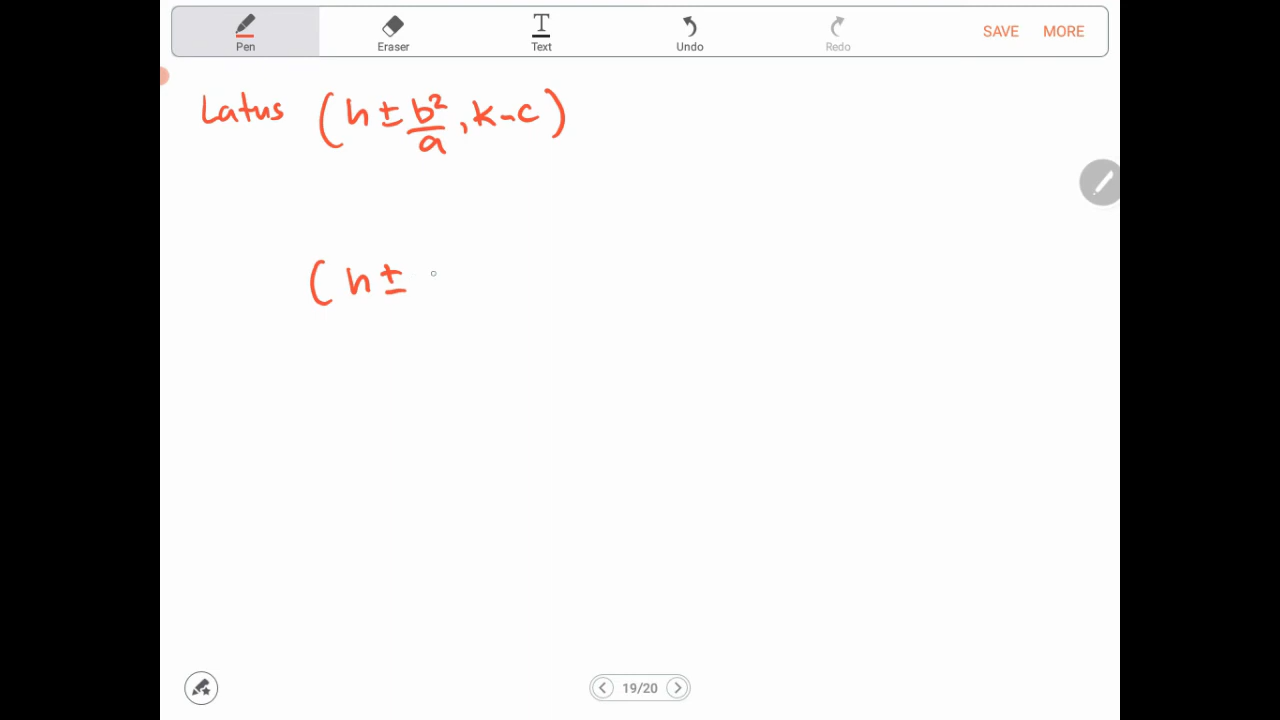 Pen Eraser Text Undo Redo SAVE MORE
Latus (h ± b²/a, k-c)
(h ±
19/20